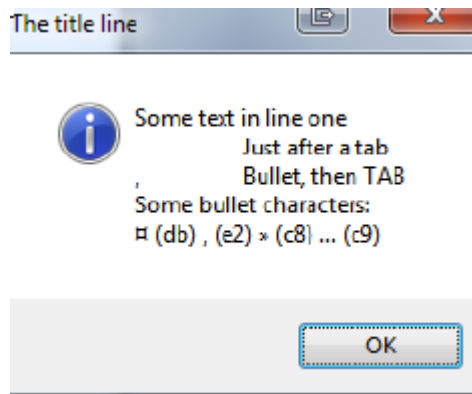 The title line
Some text in line one
Just after a tab
, Bullet, then TAB
Some bullet characters:
¤ (db) , (e2) » (c8) ... (c9)
OK